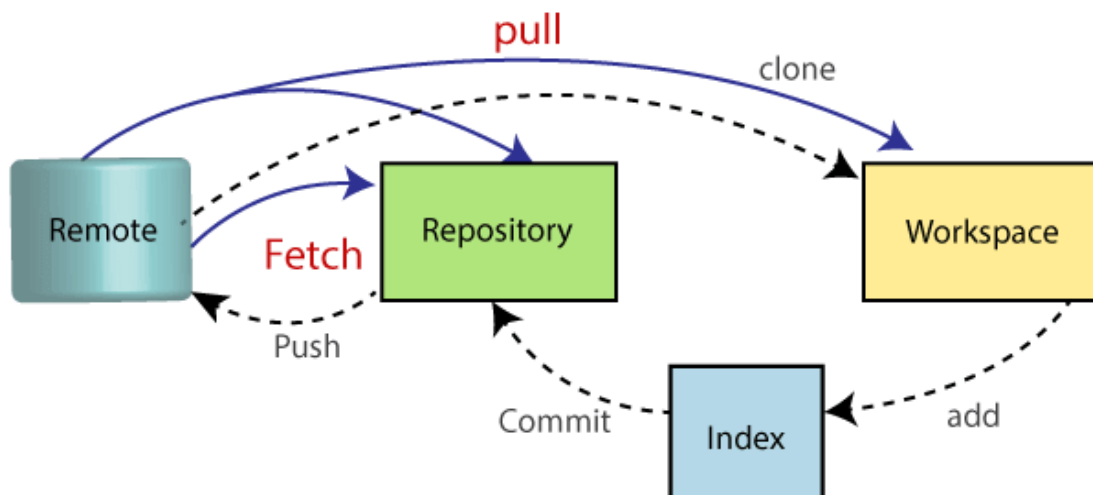 pull
clone
Remote
Repository
Workspace
Fetch
Push
Commit
Index
add